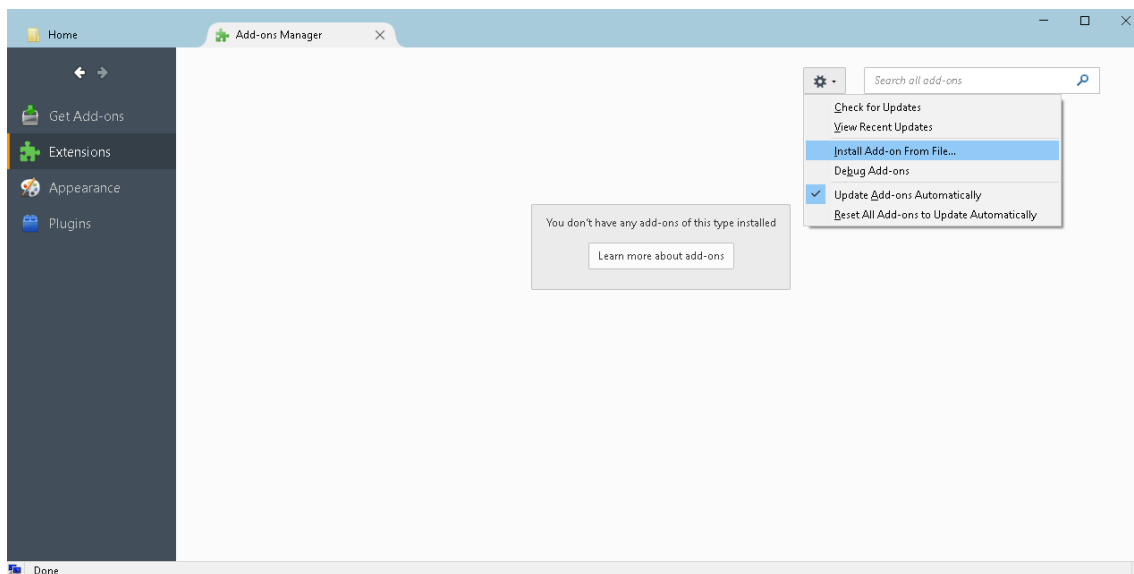 Home
Add-ons Manager
Search all add-ons
Get Add-ons
Extensions
Appearance
Plugins
Check for Updates
View Recent Updates
Install Add-on From File...
Debug Add-ons
Update Add-ons Automatically
Reset All Add-ons to Update Automatically
You don't have any add-ons of this type installed
Learn more about add-ons
Done